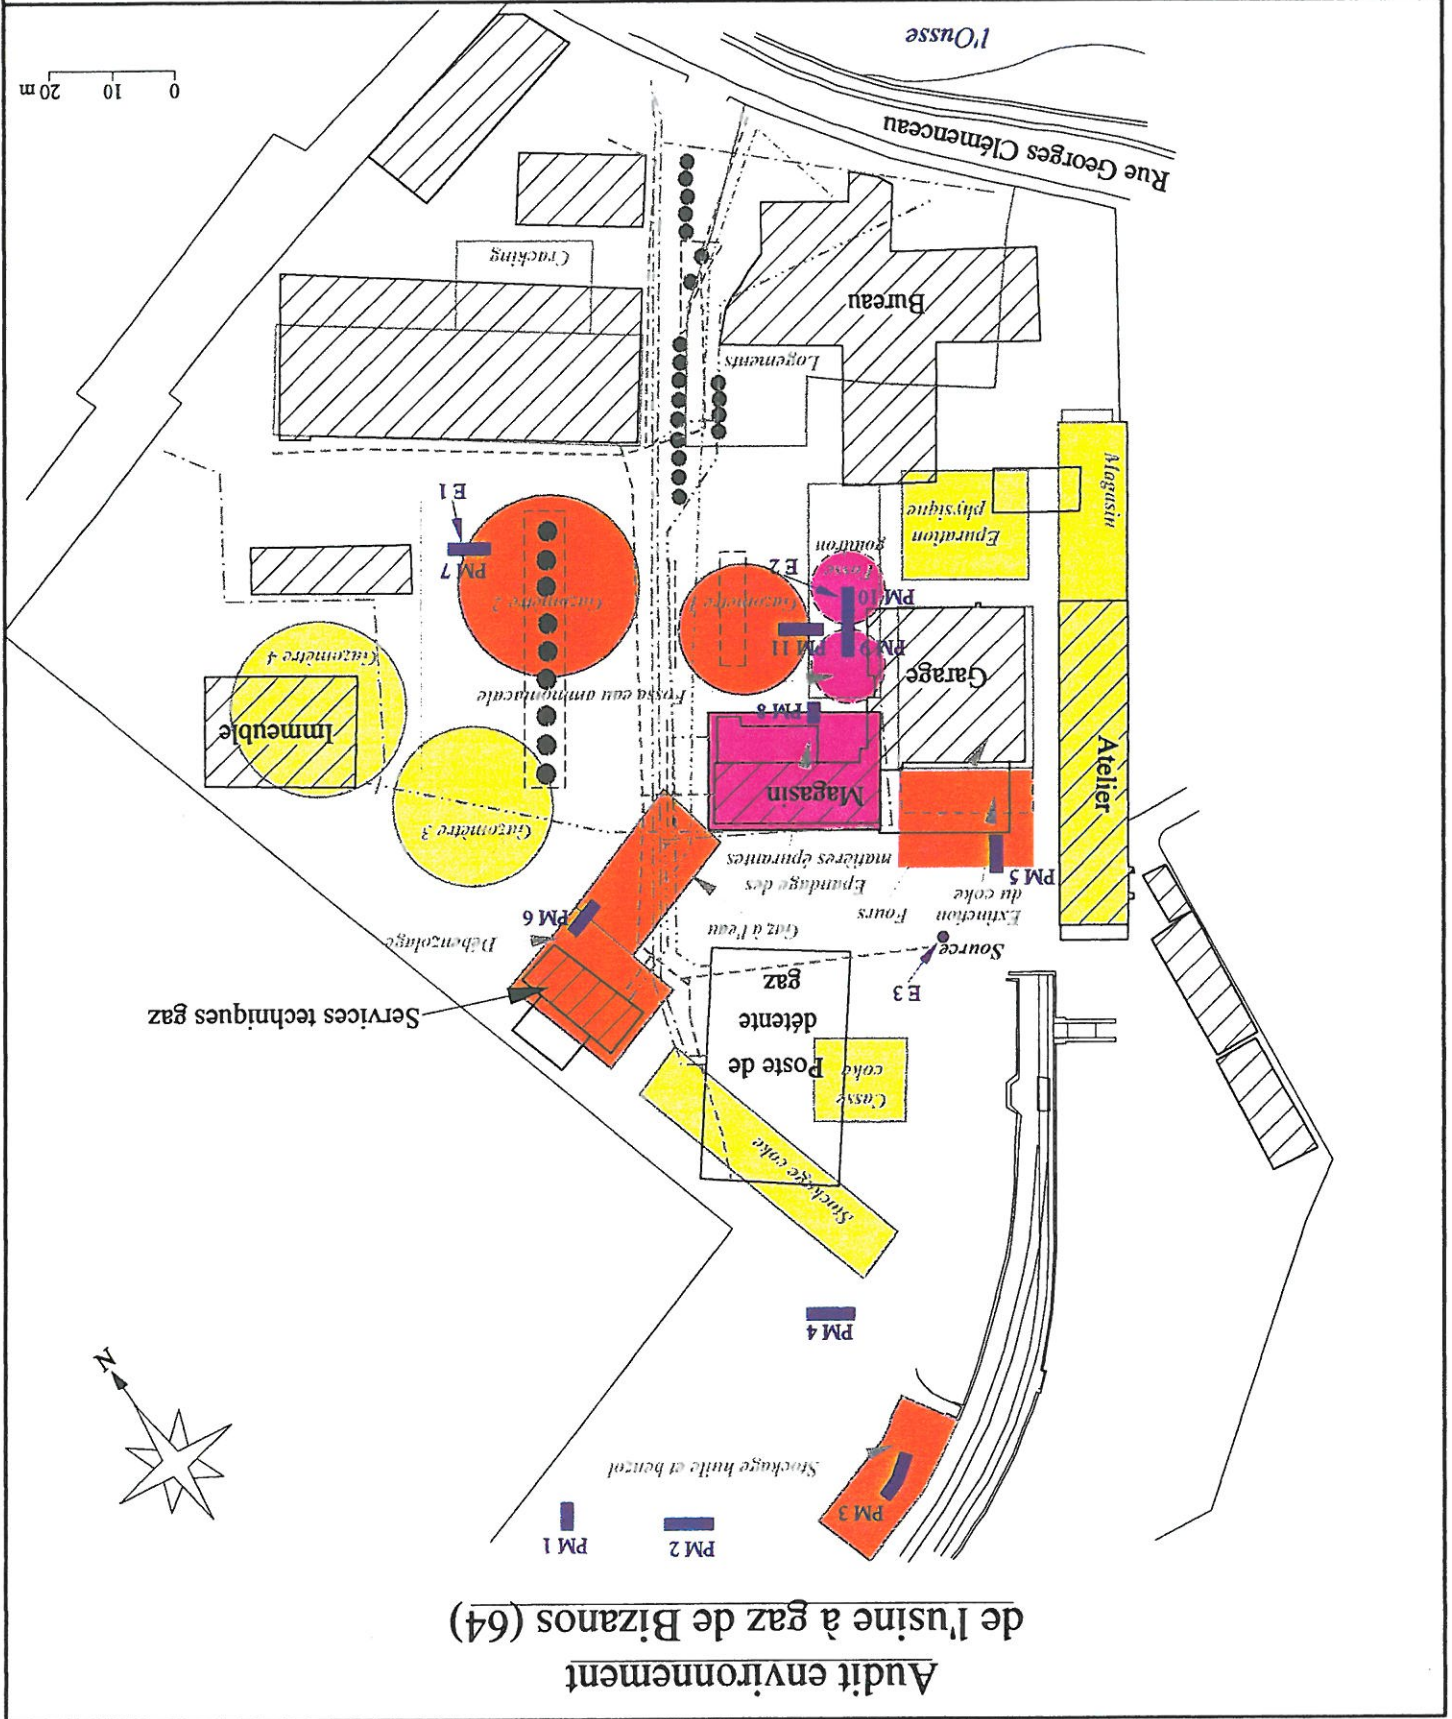 Audit environnement
de l'usine à gaz de Bizanos (64)
PM 1
PM 2
PM 3
Stockage huile et benzol
N
PM 4
Stockage coke
Casse
coke
Poste de
détente
gaz
Services techniques gaz
E 3
Source
Extinction
du coke
Fours
Gaz à l'eau
Débenzolage
PM 6
PM 5
Epandage des
matières épurantes
Gazomètre 3
Atelier
Magasin
Immeuble
PM 8
Garage
Fosse eau ammoniacale
Gazomètre 4
PM 9
PM 11
PM 10
Gazomètre 1
Gazomètre 2
E 2
PM 7
Fosse
goudron
Epuration
physique
E 1
Magasin
Logements
Bureau
Cracking
Rue Georges Clémenceau
0 10 20 m
l'Ousse